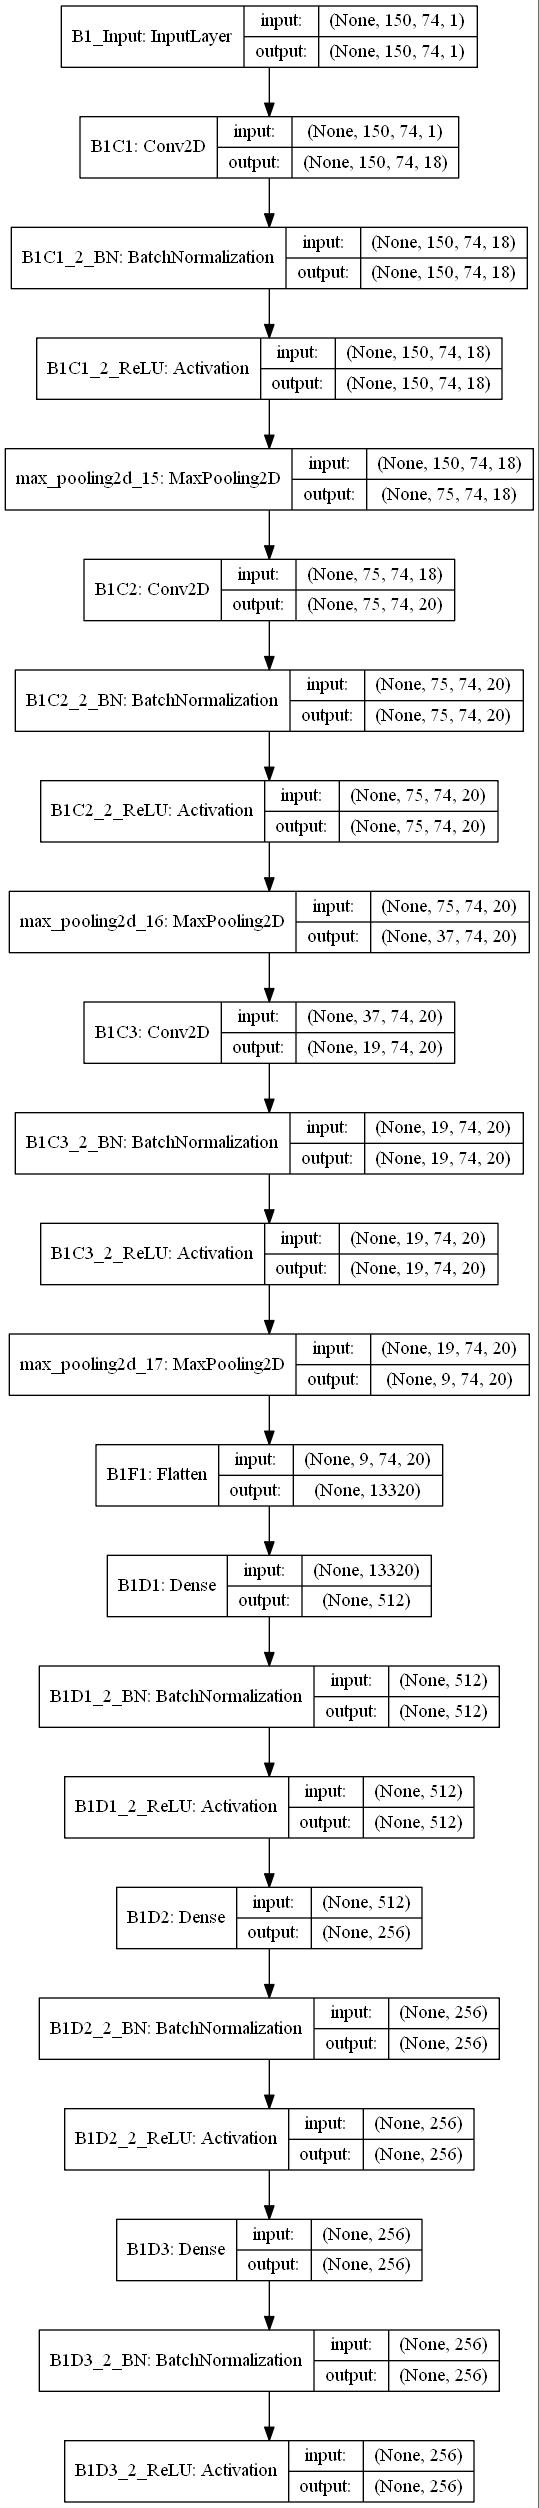 B1_Input: InputLayer
input: (None, 150, 74, 1)
output: (None, 150, 74, 1)
B1C1: Conv2D
input: (None, 150, 74, 1)
output: (None, 150, 74, 18)
B1C1_2_BN: BatchNormalization
input: (None, 150, 74, 18)
output: (None, 150, 74, 18)
B1C1_2_ReLU: Activation
input: (None, 150, 74, 18)
output: (None, 150, 74, 18)
max_pooling2d_15: MaxPooling2D
input: (None, 150, 74, 18)
output: (None, 75, 74, 18)
B1C2: Conv2D
input: (None, 75, 74, 18)
output: (None, 75, 74, 20)
B1C2_2_BN: BatchNormalization
input: (None, 75, 74, 20)
output: (None, 75, 74, 20)
B1C2_2_ReLU: Activation
input: (None, 75, 74, 20)
output: (None, 75, 74, 20)
max_pooling2d_16: MaxPooling2D
input: (None, 75, 74, 20)
output: (None, 37, 74, 20)
B1C3: Conv2D
input: (None, 37, 74, 20)
output: (None, 19, 74, 20)
B1C3_2_BN: BatchNormalization
input: (None, 19, 74, 20)
output: (None, 19, 74, 20)
B1C3_2_ReLU: Activation
input: (None, 19, 74, 20)
output: (None, 19, 74, 20)
max_pooling2d_17: MaxPooling2D
input: (None, 19, 74, 20)
output: (None, 9, 74, 20)
B1F1: Flatten
input: (None, 9, 74, 20)
output: (None, 13320)
B1D1: Dense
input: (None, 13320)
output: (None, 512)
B1D1_2_BN: BatchNormalization
input: (None, 512)
output: (None, 512)
B1D1_2_ReLU: Activation
input: (None, 512)
output: (None, 512)
B1D2: Dense
input: (None, 512)
output: (None, 256)
B1D2_2_BN: BatchNormalization
input: (None, 256)
output: (None, 256)
B1D2_2_ReLU: Activation
input: (None, 256)
output: (None, 256)
B1D3: Dense
input: (None, 256)
output: (None, 256)
B1D3_2_BN: BatchNormalization
input: (None, 256)
output: (None, 256)
B1D3_2_ReLU: Activation
input: (None, 256)
output: (None, 256)